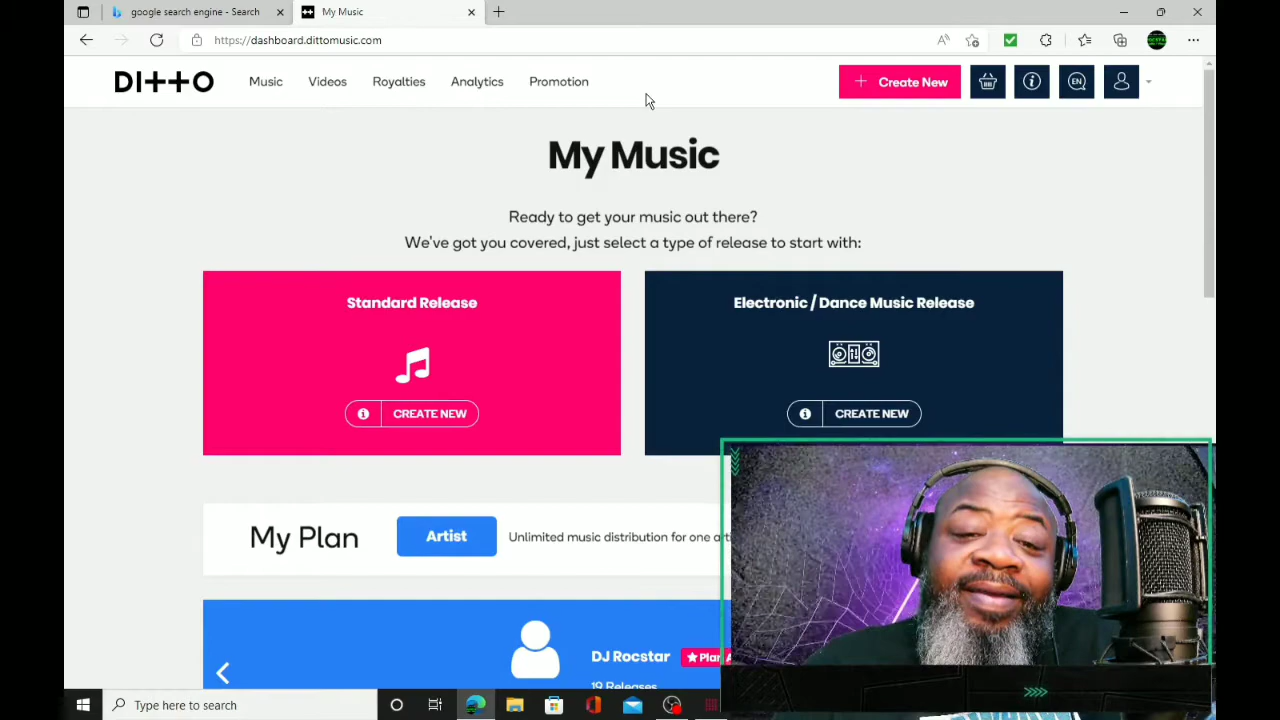 google search engine - Search
My Music
https://dashboard.dittomusic.com
DITTO
Music
Videos
Royalties
Analytics
Promotion
+ Create New
EN
My Music
Ready to get your music out there?
We've got you covered, just select a type of release to start with:
Standard Release
CREATE NEW
Electronic / Dance Music Release
CREATE NEW
My Plan
Artist
Unlimited music distribution for one
DJ Rocstar
19 Releases
Type here to search